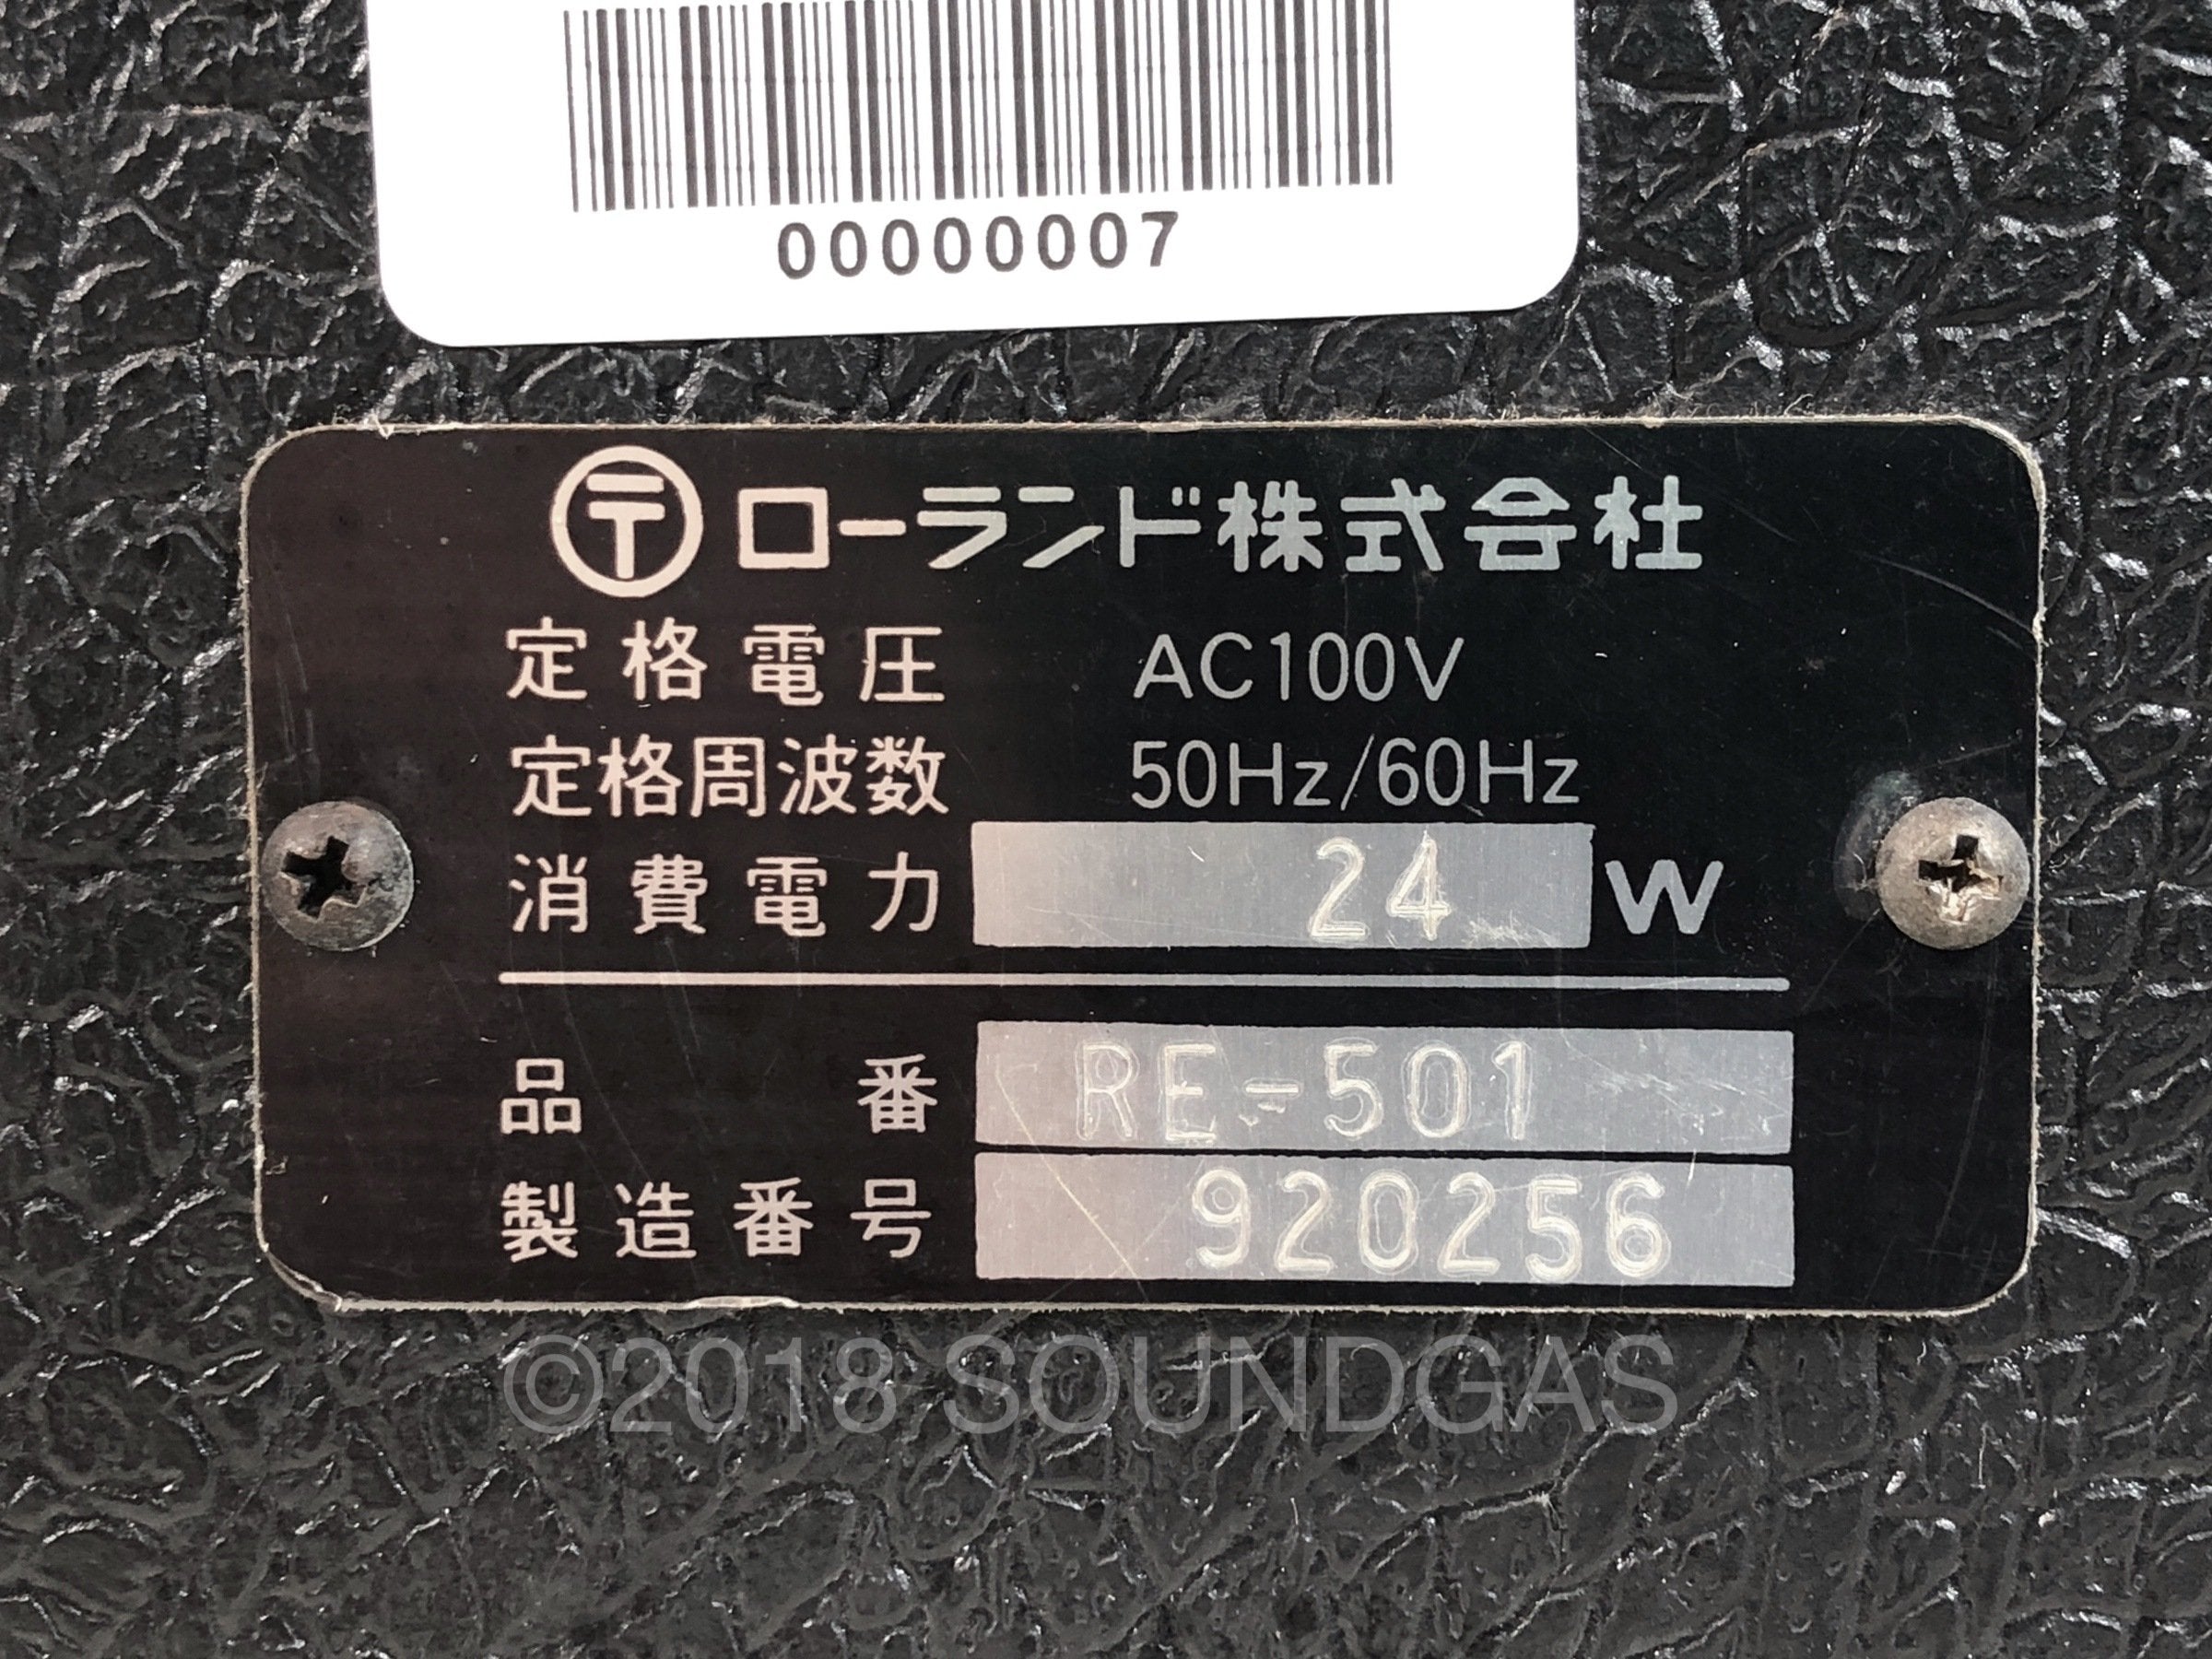 00000007
〶 ローランド株式会社
定格電圧 AC100V
定格周波数 50Hz/60Hz
消費電力 24 W
品番 RE-501
製造番号 920256
©2018 SOUNDGAS